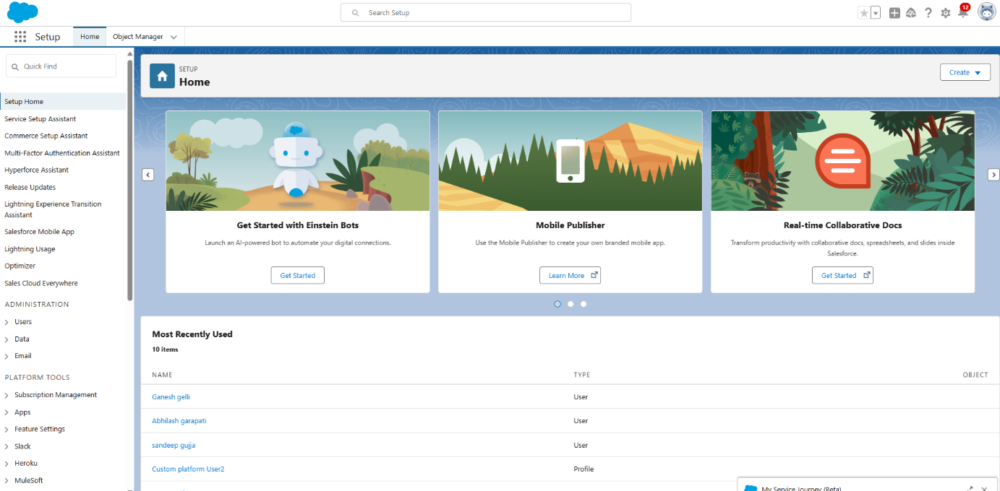 Search Setup
12
Setup
Home
Object Manager
Quick Find
Setup Home
Service Setup Assistant
Commerce Setup Assistant
Multi-Factor Authentication Assistant
Hyperforce Assistant
Release Updates
Lightning Experience Transition
Assistant
Salesforce Mobile App
Lightning Usage
Optimizer
Sales Cloud Everywhere
ADMINISTRATION
Users
Data
Email
PLATFORM TOOLS
Subscription Management
Apps
Feature Settings
Slack
Heroku
MuleSoft
SETUP
Home
Create
Get Started with Einstein Bots
Launch an AI-powered bot to automate your digital connections.
Get Started
Mobile Publisher
Use the Mobile Publisher to create your own branded mobile app.
Learn More
Real-time Collaborative Docs
Transform productivity with collaborative docs, spreadsheets, and slides inside
Salesforce.
Get Started
Most Recently Used
10 items
NAME TYPE OBJECT
Ganesh gelli User
Abhilash garapati User
sandeep gujja User
Custom platform User2 Profile
My Service Journey (Beta)